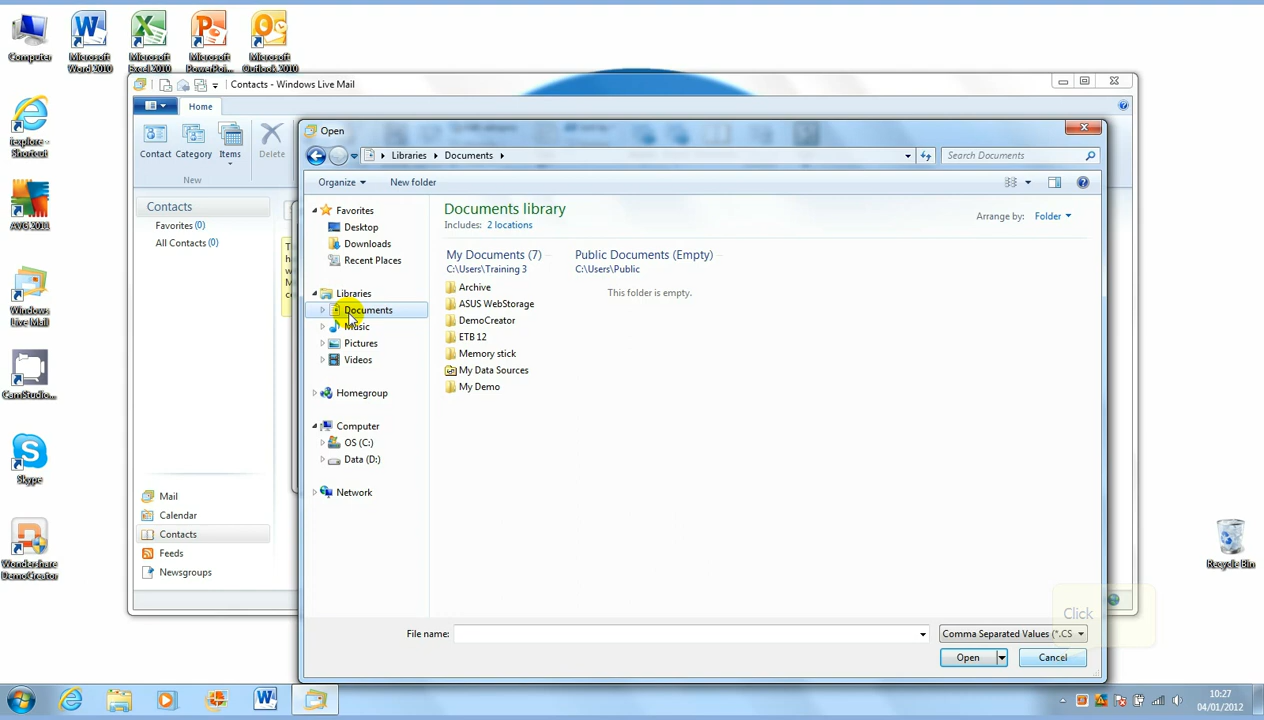 Computer
Microsoft Word 2010
Microsoft Excel 2010
Microsoft PowerPoi...
Microsoft Outlook 2010
Contacts - Windows Live Mail
Home
Contact
Category
Items
Delete
New
Contacts
Favorites (0)
All Contacts (0)
Mail
Calendar
Contacts
Feeds
Newsgroups
iexplore - Shortcut
AVG 2011
Windows Live Mail
CamStudio...
Skype
Wondershare DemoCreator
Recycle Bin
Open
Libraries
Documents
Search Documents
Organize
New folder
Favorites
Desktop
Downloads
Recent Places
Libraries
Documents
Music
Pictures
Videos
Homegroup
Computer
OS (C:)
Data (D:)
Network
Documents library
Includes: 2 locations
Arrange by: Folder
My Documents (7)
C:\Users\Training 3
Archive
ASUS WebStorage
DemoCreator
ETB 12
Memory stick
My Data Sources
My Demo
Public Documents (Empty)
C:\Users\Public
This folder is empty.
Click
File name:
Comma Separated Values (*.CS
Open
Cancel
10:27
04/01/2012